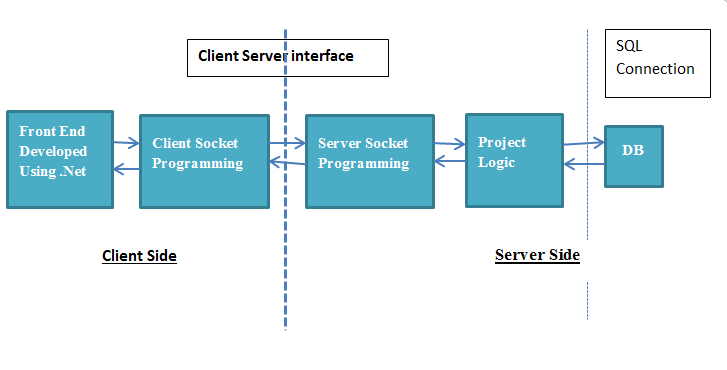 Client Server interface
SQL
Connection
Front End
Developed
Using .Net
Client Socket
Programming
Server Socket
Programming
Project
Logic
DB
Client Side
Server Side